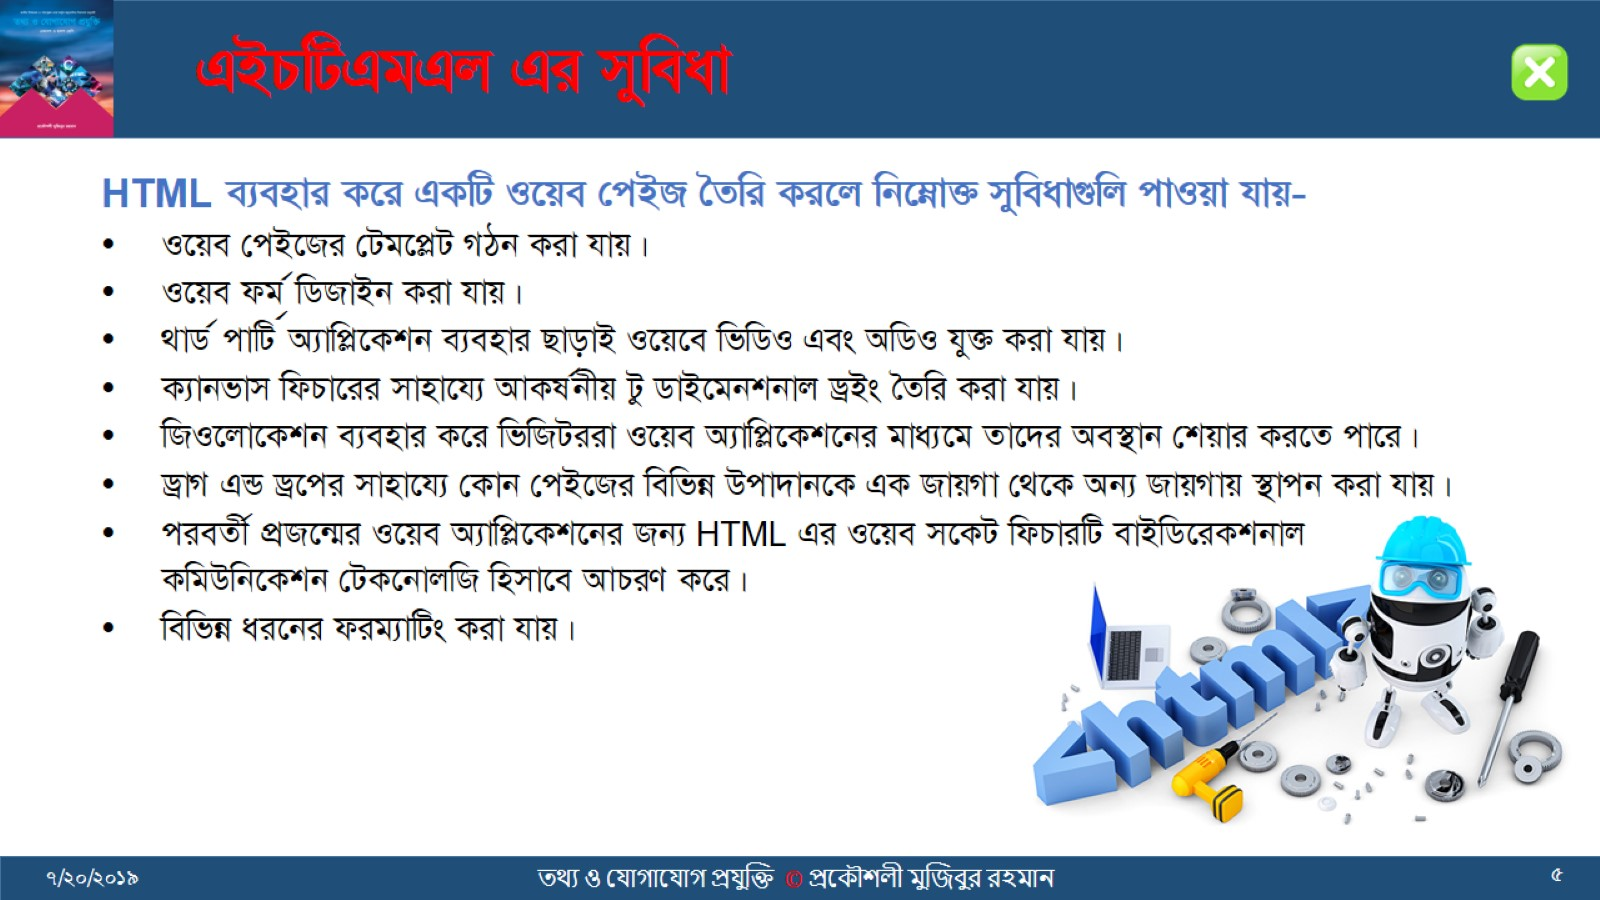 তথ্য ও যোগাযোগ প্রযুক্তি
এইচটিএমএল এর সুবিধা
HTML ব্যবহার করে একটি ওয়েব পেইজ তৈরি করলে নিম্নোক্ত সুবিধাগুলি পাওয়া যায়-
• ওয়েব পেইজের টেমপ্লেট গঠন করা যায়।
• ওয়েব ফর্ম ডিজাইন করা যায়।
• থার্ড পার্টি অ্যাপ্লিকেশন ব্যবহার ছাড়াই ওয়েবে ভিডিও এবং অডিও যুক্ত করা যায়।
• ক্যানভাস ফিচারের সাহায্যে আকর্ষনীয় টু ডাইমেনশনাল ড্রইং তৈরি করা যায়।
• জিওলোকেশন ব্যবহার করে ভিজিটররা ওয়েব অ্যাপ্লিকেশনের মাধ্যমে তাদের অবস্থান শেয়ার করতে পারে।
• ড্রাগ এন্ড ড্রপের সাহায্যে কোন পেইজের বিভিন্ন উপাদানকে এক জায়গা থেকে অন্য জায়গায় স্থাপন করা যায়।
• পরবর্তী প্রজন্মের ওয়েব অ্যাপ্লিকেশনের জন্য HTML এর ওয়েব সকেট ফিচারটি বাইডিরেকশনাল
কমিউনিকেশন টেকনোলজি হিসাবে আচরণ করে।
• বিভিন্ন ধরনের ফরম্যাটিং করা যায়।
<html>
৭/২০/২০১৯
তথ্য ও যোগাযোগ প্রযুক্তি © প্রকৌশলী মুজিবুর রহমান
৫